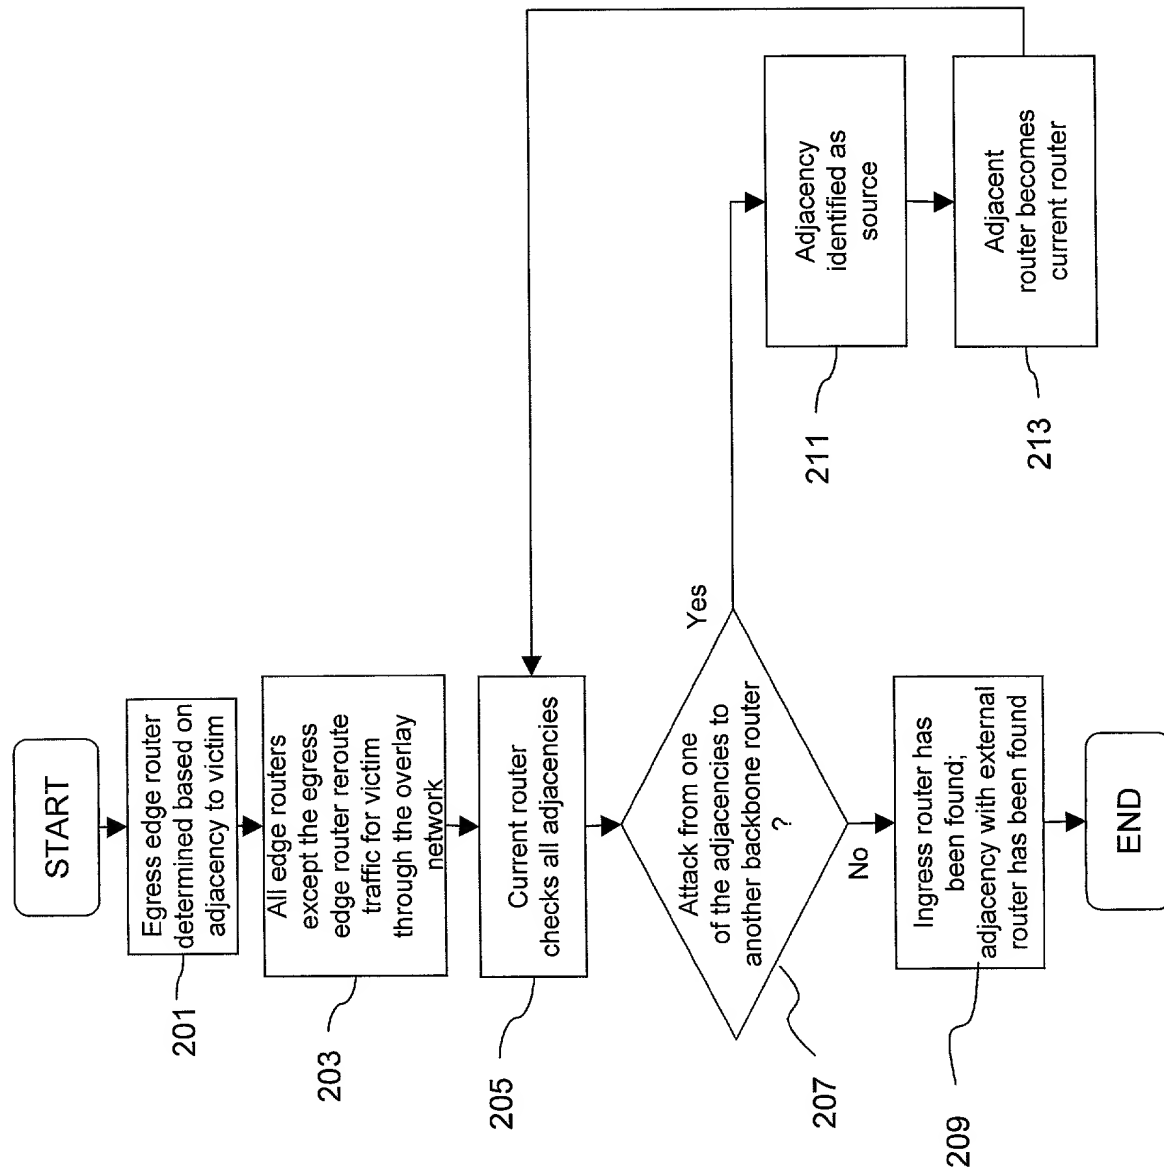 START
Egress edge router
determined based on
adjacency to victim
201
All edge routers
except the egress
edge router reroute
traffic for victim
through the overlay
network
203
Current router
checks all adjacencies
205
Attack from one
of the adjacencies to
another backbone router
?
207
Yes
No
Adjacency
identified as
source
211
Adjacent
router becomes
current router
213
Ingress router has
been found;
adjacency with external
router has been found
209
END